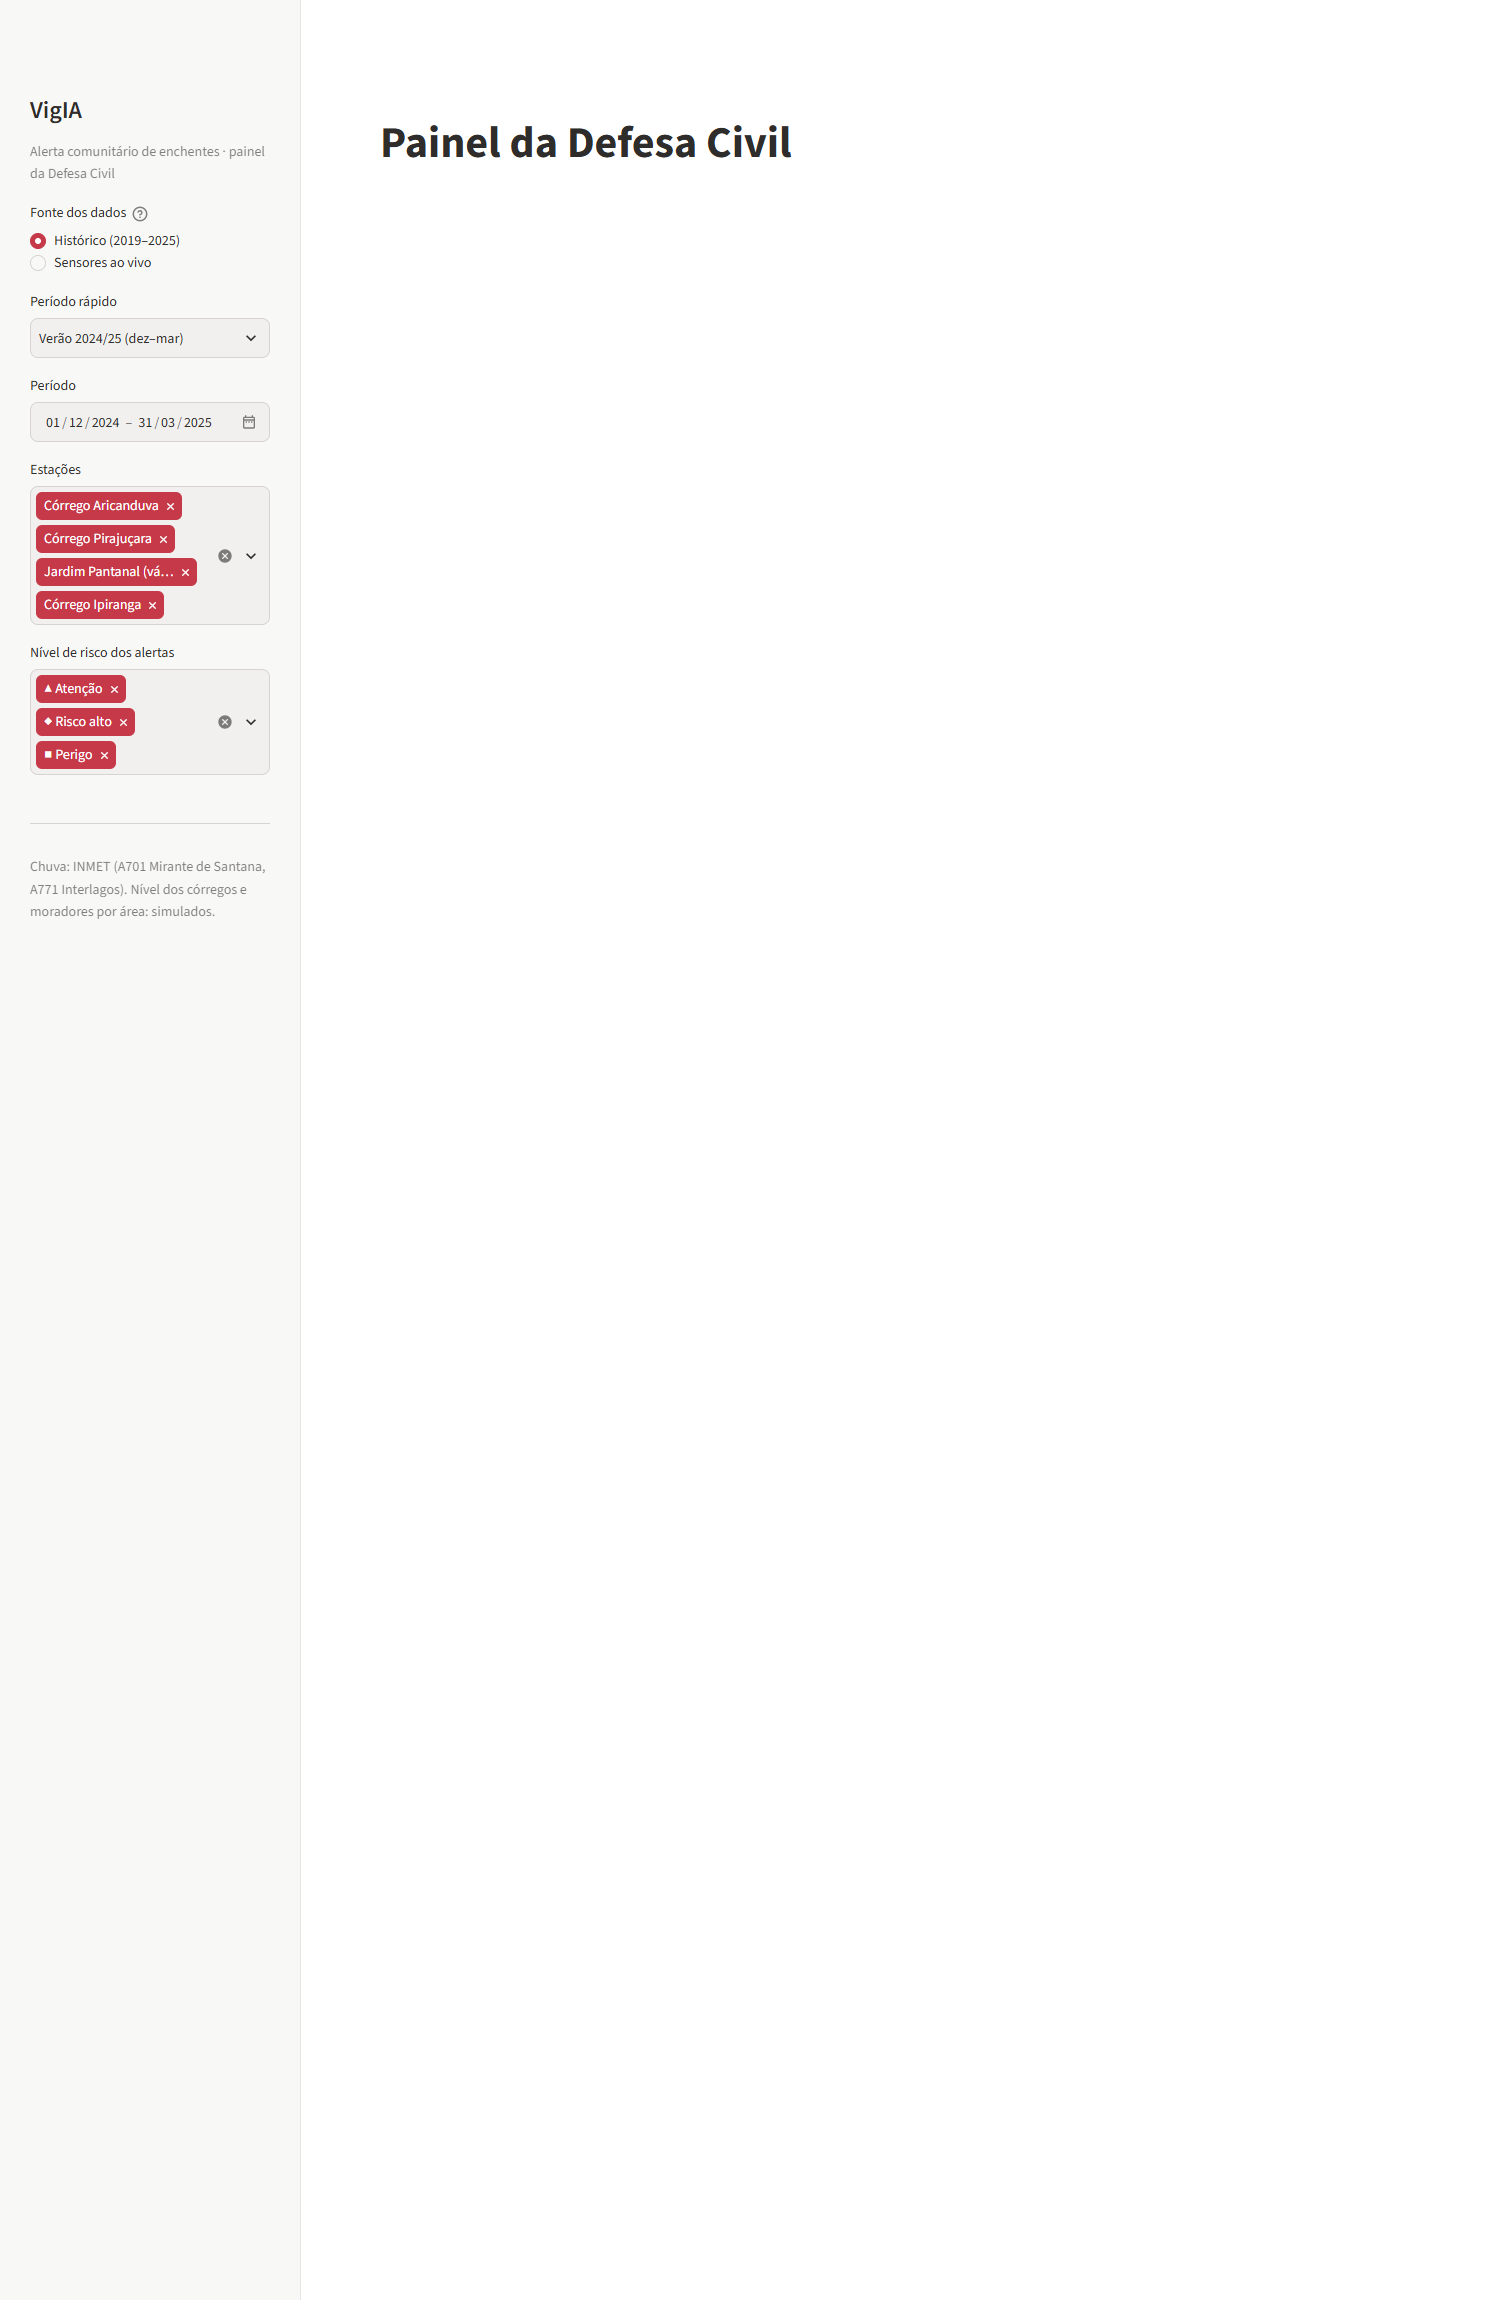 VigIA
Alerta comunitário de enchentes · painel
da Defesa Civil
Fonte dos dados
Histórico (2019–2025)
Sensores ao vivo
Período rápido
Verão 2024/25 (dez–mar)
Período
01/12/2024 – 31/03/2025
Estações
Córrego Aricanduva
Córrego Pirajuçara
Jardim Pantanal (vá…
Córrego Ipiranga
Nível de risco dos alertas
▲ Atenção
◆ Risco alto
■ Perigo
Chuva: INMET (A701 Mirante de Santana,
A771 Interlagos). Nível dos córregos e
moradores por área: simulados.
Painel da Defesa Civil